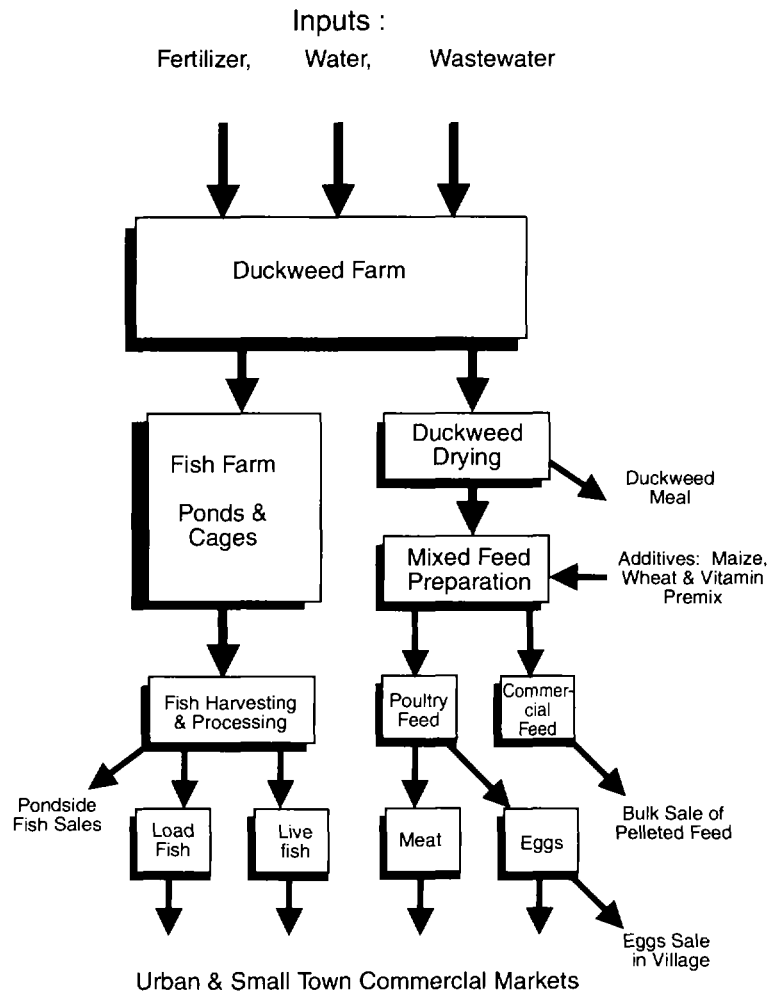 Inputs :
Fertilizer, Water, Wastewater
Duckweed Farm
Fish Farm
Ponds &
Cages
Duckweed
Drying
Duckweed
Meal
Mixed Feed
Preparation
Additives: Maize,
Wheat & Vitamin
Premix
Fish Harvesting
& Processing
Poultry
Feed
Commer-
cial
Feed
Pondside
Fish Sales
Load
Fish
Live
fish
Meat
Eggs
Bulk Sale of
Pelleted Feed
Eggs Sale
in Village
Urban & Small Town Commercial Markets